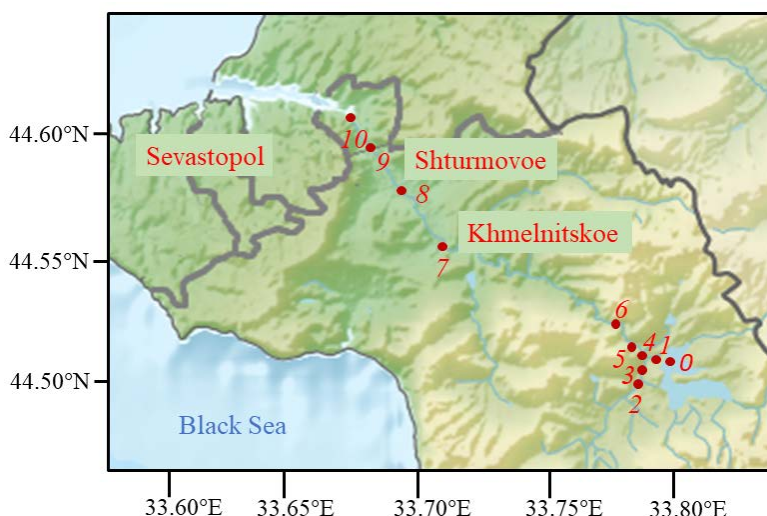 44.60°N
10
Sevastopol
9
Shturmovoe
8
Khmelnitskoe
44.55°N
7
6
4
1
5
0
3
44.50°N
2
Black Sea
33.60°E
33.65°E
33.70°E
33.75°E
33.80°E